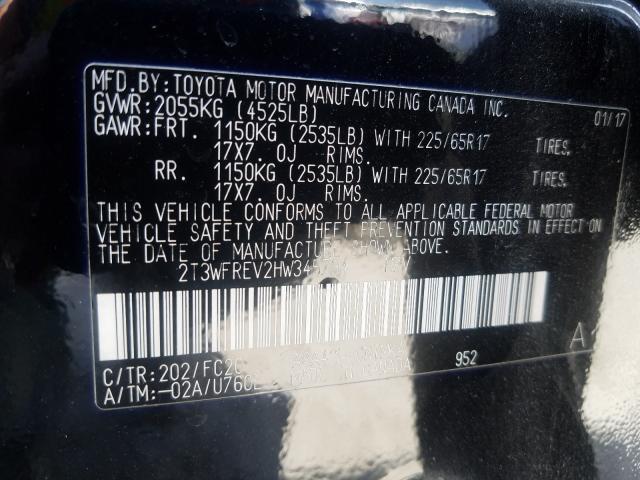 MFD. BY: TOYOTA MOTOR MANUFACTURING CANADA INC.
GVWR: 2055KG (4525LB) 01/17
GAWR: FRT. 1150KG (2535LB) WITH 225/65R17 TIRES.
17X7. 0J RIMS.
RR. 1150KG (2535LB) WITH 225/65R17 TIRES.
17X7. 0J RIMS.
THIS VEHICLE CONFORMS TO ALL APPLICABLE FEDERAL MOTOR
VEHICLE SAFETY AND THEFT PREVENTION STANDARDS IN EFFECT ON
THE DATE OF MANUFACTURE SHOWN ABOVE.
A
952
C/TR: 202/
A/TM: -02A/ CANADA